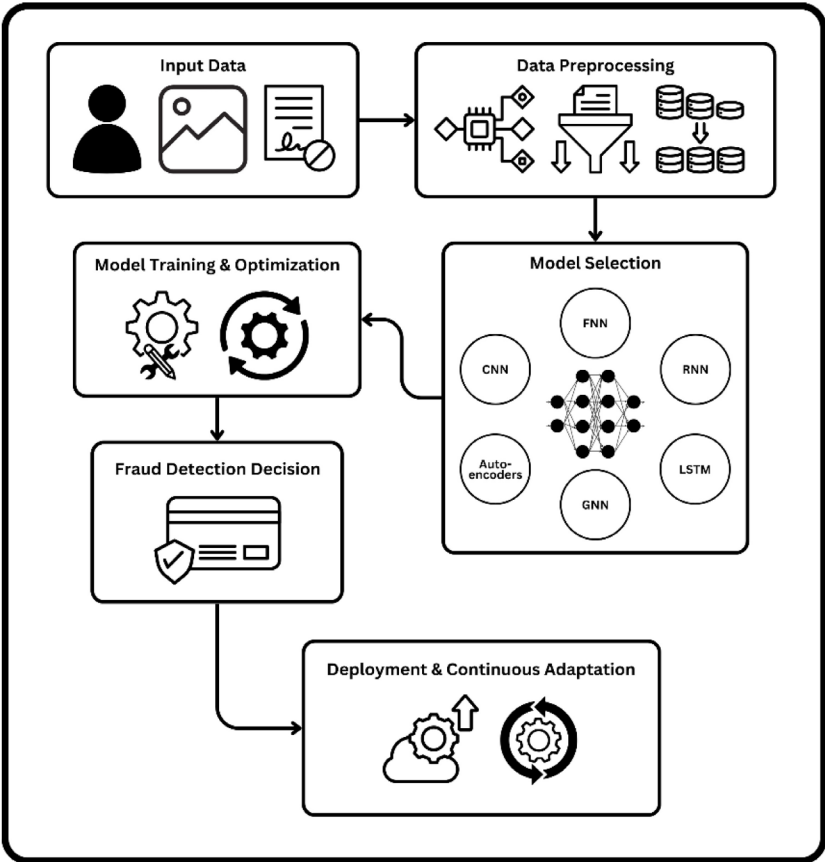 Input Data
Data Preprocessing
Model Training & Optimization
Model Selection
FNN
CNN
RNN
Auto-
encoders
LSTM
GNN
Fraud Detection Decision
Deployment & Continuous Adaptation